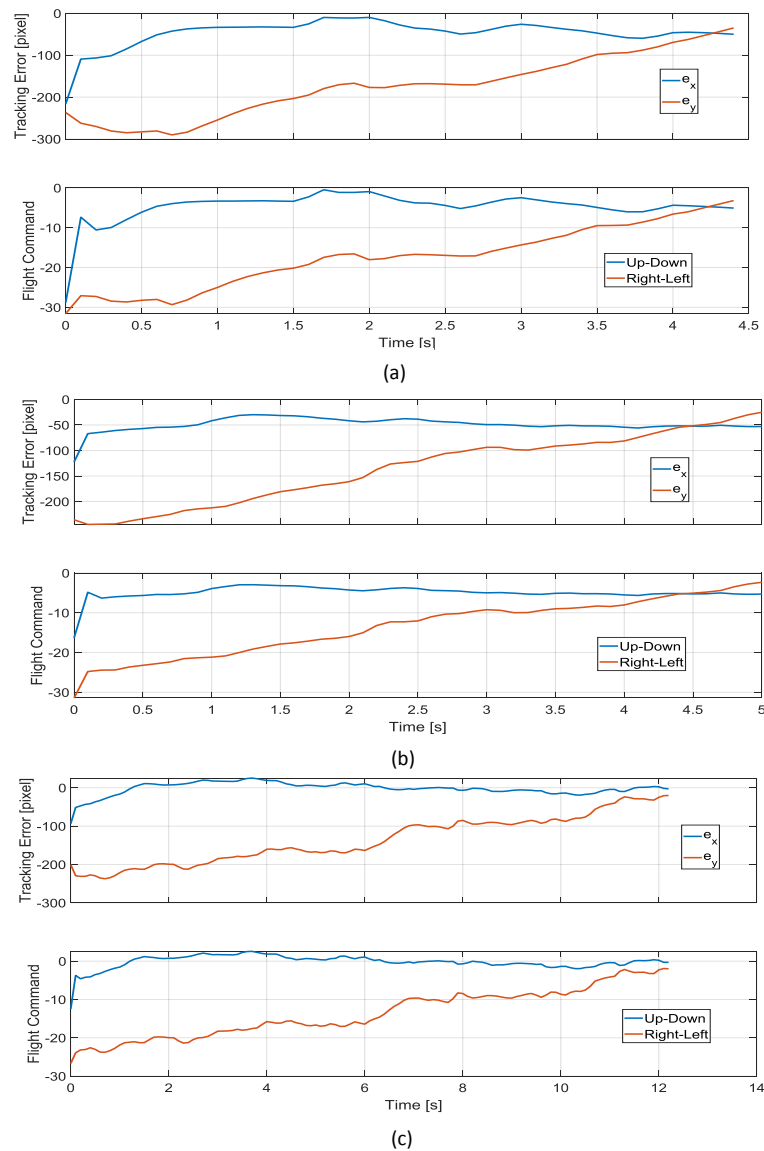 0
-100
-200
-300
Tracking Error [pixel]
e_x
e_y
0
-10
-20
-30
Flight Command
Up-Down
Right-Left
0 0.5 1 1.5 2 2.5 3 3.5 4 4.5
Time [s]
(a)
0
-50
-100
-150
-200
Tracking Error [pixel]
e_x
e_y
0
-10
-20
-30
Flight Command
Up-Down
Right-Left
0 0.5 1 1.5 2 2.5 3 3.5 4 4.5 5
Time [s]
(b)
0
-100
-200
-300
Tracking Error [pixel]
e_x
e_y
0
-10
-20
-30
Flight Command
Up-Down
Right-Left
0 2 4 6 8 10 12 14
Time [s]
(c)